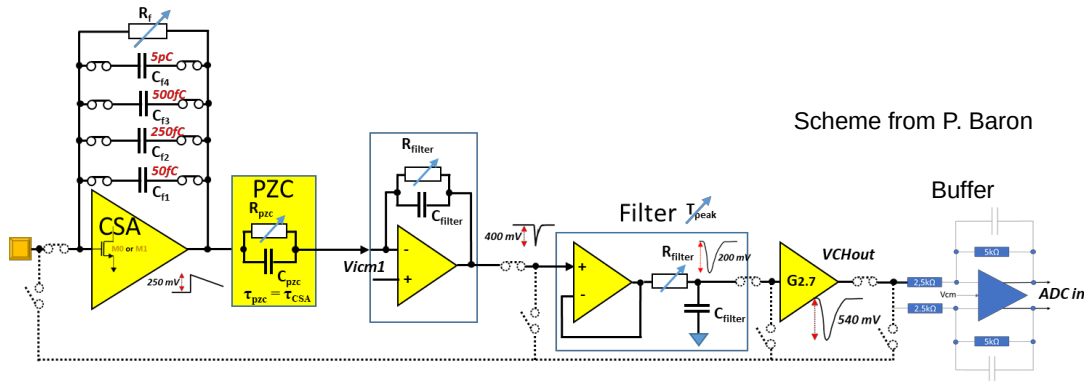 Rf
5pC
Cf4
500fC
Cf3
250fC
Cf2
50fC
Cf1
CSA
M0 or M1
250 mV
PZC
Rpzc
Cpzc
τpzc = τCSA
Vicm1
Rfilter
Cfilter
-
+
400 mV
Filter Tpeak
+
-
Rfilter
Cfilter
200 mV
G2.7
VCHout
540 mV
Scheme from P. Baron
Buffer
5kΩ
2,5kΩ
Vcm
2.5kΩ
ADC in
5kΩ